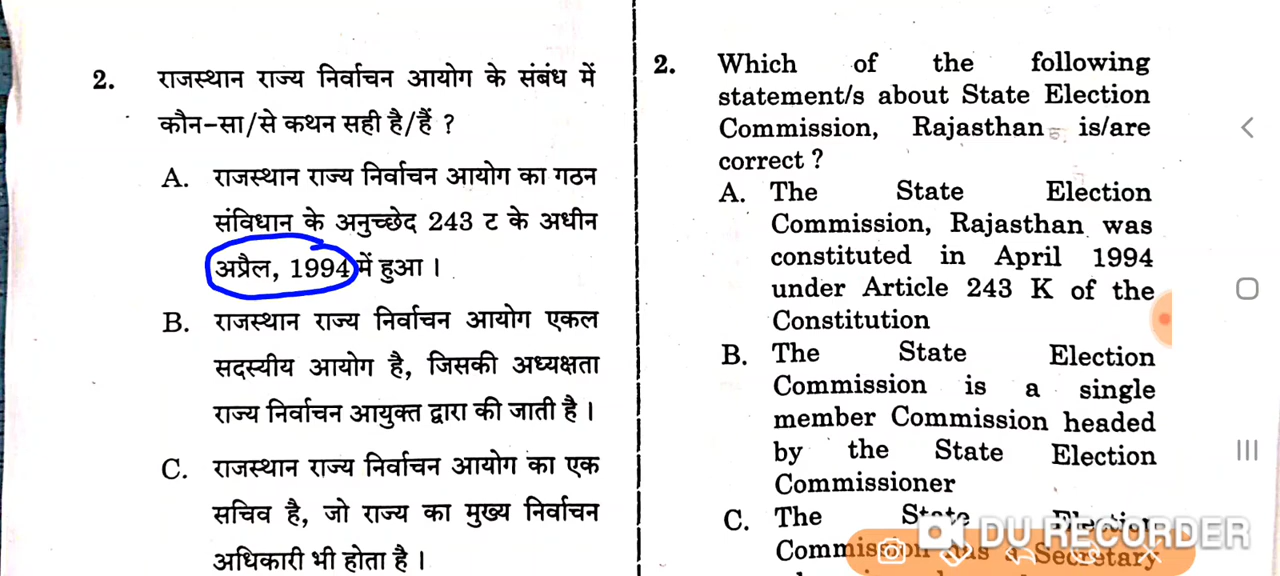 2. राजस्थान राज्य निर्वाचन आयोग के संबंध में
कौन-सा/से कथन सही है/हैं ?
A. राजस्थान राज्य निर्वाचन आयोग का गठन
संविधान के अनुच्छेद 243 ट के अधीन
अप्रैल, 1994 में हुआ ।
B. राजस्थान राज्य निर्वाचन आयोग एकल
सदस्यीय आयोग है, जिसकी अध्यक्षता
राज्य निर्वाचन आयुक्त द्वारा की जाती है ।
C. राजस्थान राज्य निर्वाचन आयोग का एक
सचिव है, जो राज्य का मुख्य निर्वाचन
अधिकारी भी होता है ।
2. Which of the following
statement/s about State Election
Commission, Rajasthan is/are
correct ?
A. The State Election
Commission, Rajasthan was
constituted in April 1994
under Article 243 K of the
Constitution
B. The State Election
Commission is a single
member Commission headed
by the State Election
Commissioner
C. The State Election
Commission has a Secretary
DU RECORDER